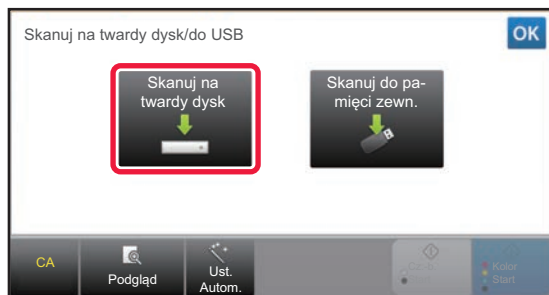 Skanuj na twardy dysk/do USB
OK
Skanuj na
twardy dysk
Skanuj do pa-
mięci zewn.
CA
Podgląd
Ust.
Autom.
Kolor
Start